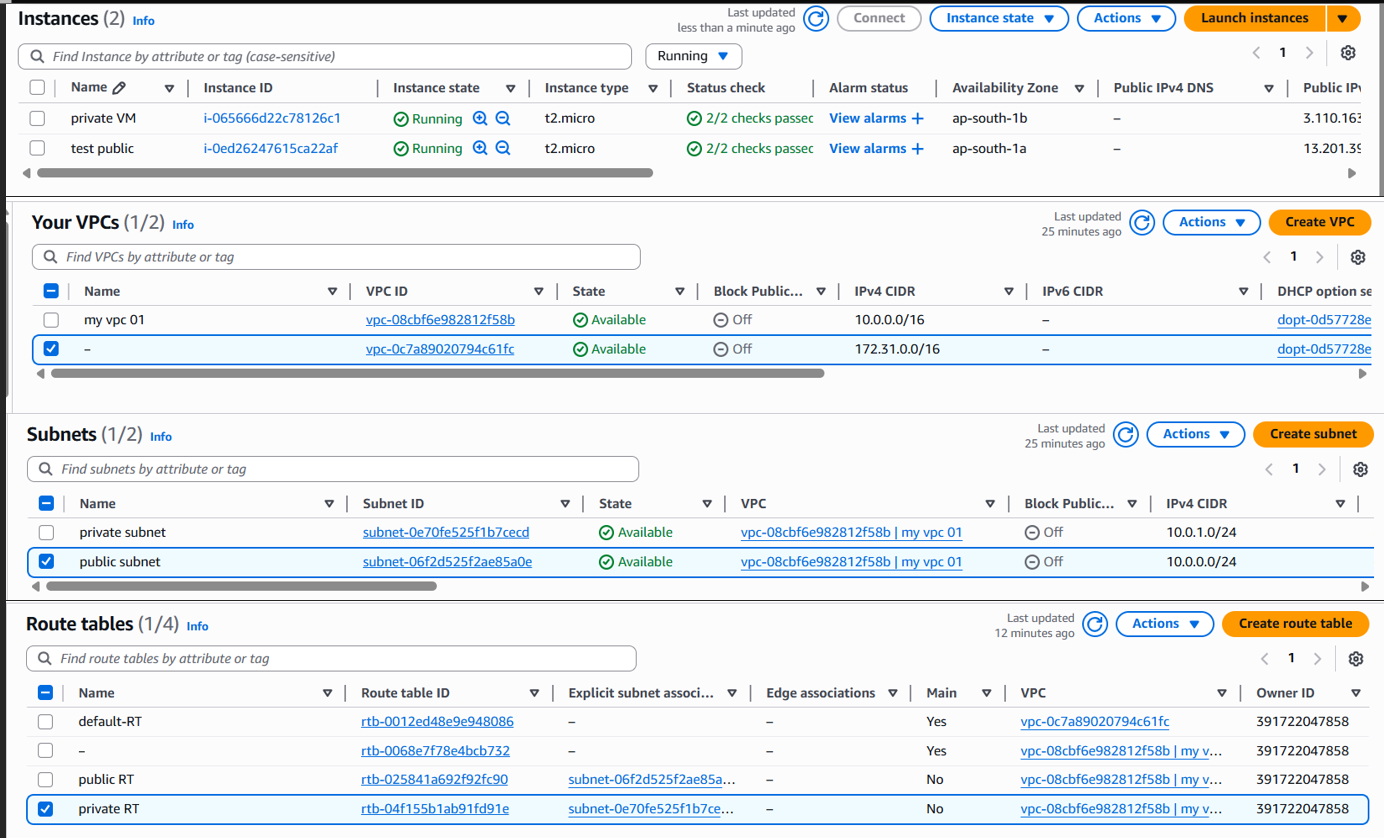 Instances (2) Info
Last updated
less than a minute ago
Connect
Instance state
Actions
Launch instances
Find Instance by attribute or tag (case-sensitive)
Running
1
Name Instance ID Instance state Instance type Status check Alarm status Availability Zone Public IPv4 DNS Public IPv
private VM i-065666d22c78126c1 Running t2.micro 2/2 checks passec View alarms + ap-south-1b – 3.110.163
test public i-0ed26247615ca22af Running t2.micro 2/2 checks passec View alarms + ap-south-1a – 13.201.39
Your VPCs (1/2) Info
Last updated
25 minutes ago
Actions
Create VPC
Find VPCs by attribute or tag
1
Name VPC ID State Block Public... IPv4 CIDR IPv6 CIDR DHCP option se
my vpc 01 vpc-08cbf6e982812f58b Available Off 10.0.0.0/16 – dopt-0d57728e
– vpc-0c7a89020794c61fc Available Off 172.31.0.0/16 – dopt-0d57728e
Subnets (1/2) Info
Last updated
25 minutes ago
Actions
Create subnet
Find subnets by attribute or tag
1
Name Subnet ID State VPC Block Public... IPv4 CIDR
private subnet subnet-0e70fe525f1b7cecd Available vpc-08cbf6e982812f58b | my vpc 01 Off 10.0.1.0/24
public subnet subnet-06f2d525f2ae85a0e Available vpc-08cbf6e982812f58b | my vpc 01 Off 10.0.0.0/24
Route tables (1/4) Info
Last updated
12 minutes ago
Actions
Create route table
Find route tables by attribute or tag
1
Name Route table ID Explicit subnet associ... Edge associations Main VPC Owner ID
default-RT rtb-0012ed48e9e948086 – – Yes vpc-0c7a89020794c61fc 391722047858
– rtb-0068e7f78e4bcb732 – – Yes vpc-08cbf6e982812f58b | my v... 391722047858
public RT rtb-025841a692f92fc90 subnet-06f2d525f2ae85a... – No vpc-08cbf6e982812f58b | my v... 391722047858
private RT rtb-04f155b1ab91fd91e subnet-0e70fe525f1b7ce... – No vpc-08cbf6e982812f58b | my v... 391722047858